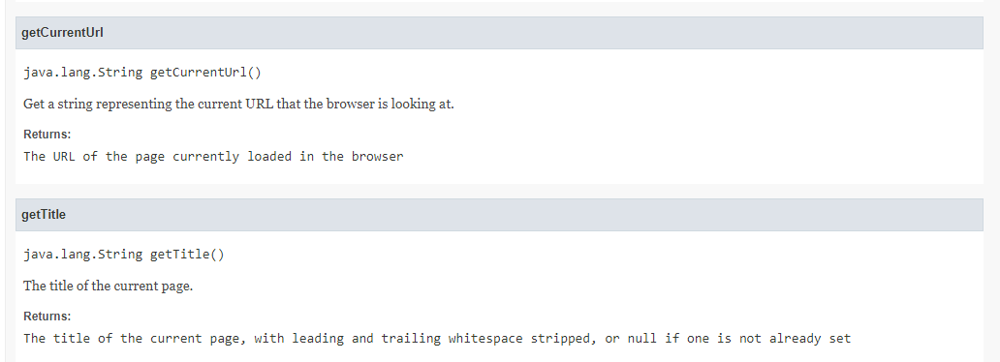 getCurrentUrl
java.lang.String getCurrentUrl()
Get a string representing the current URL that the browser is looking at.
Returns:
The URL of the page currently loaded in the browser
getTitle
java.lang.String getTitle()
The title of the current page.
Returns:
The title of the current page, with leading and trailing whitespace stripped, or null if one is not already set